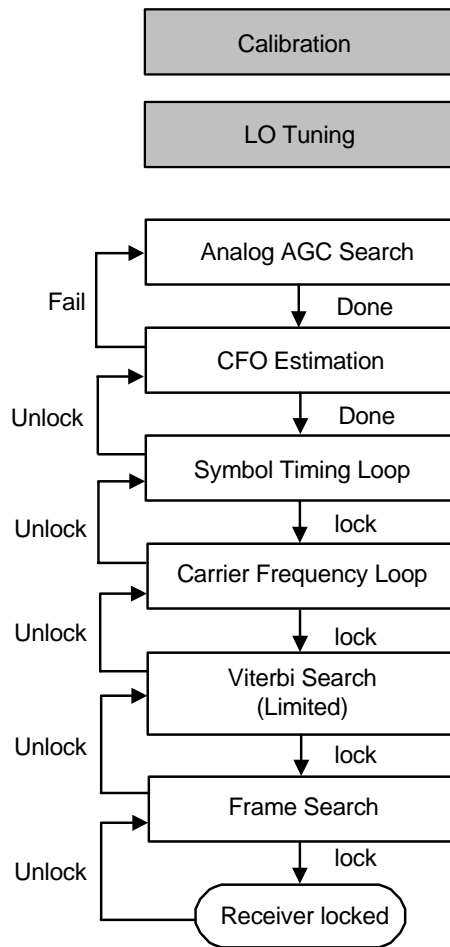 Calibration
LO Tuning
Analog AGC Search
Fail
Done
CFO Estimation
Unlock
Done
Symbol Timing Loop
Unlock
lock
Carrier Frequency Loop
Unlock
lock
Viterbi Search
(Limited)
Unlock
lock
Frame Search
Unlock
lock
Receiver locked